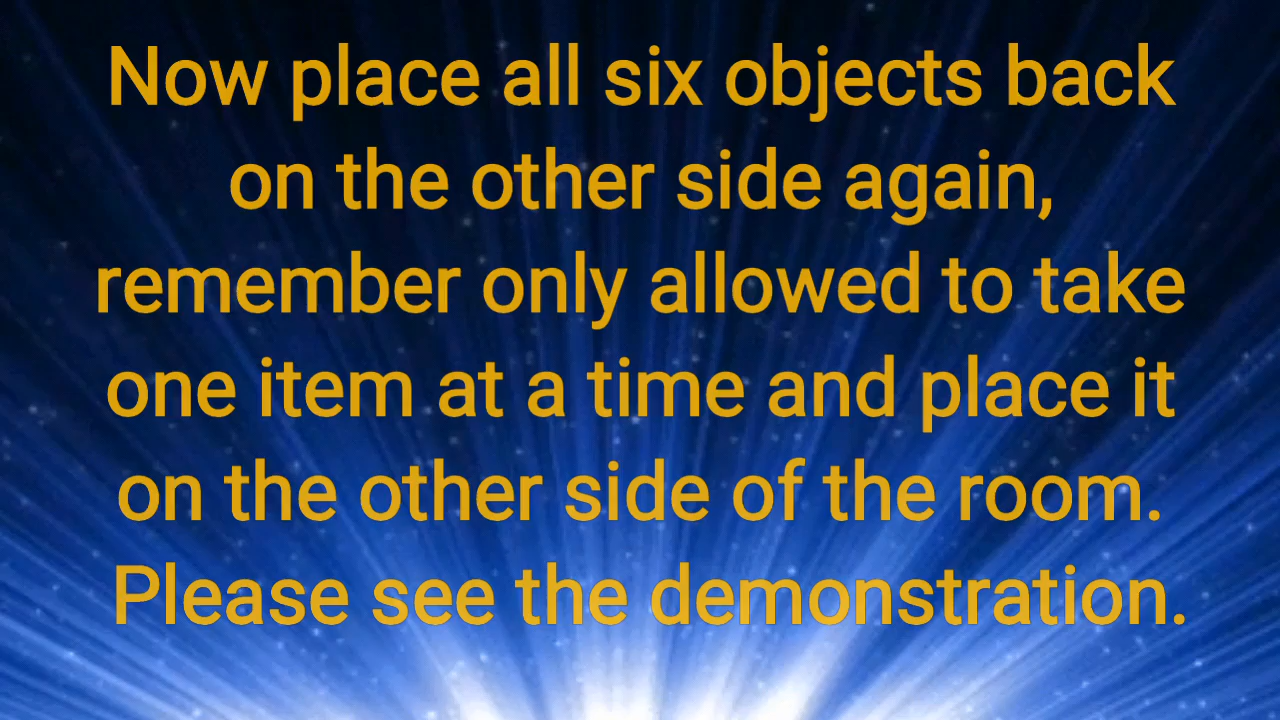 Now place all six objects back
on the other side again,
remember only allowed to take
one item at a time and place it
on the other side of the room.
Please see the demonstration.